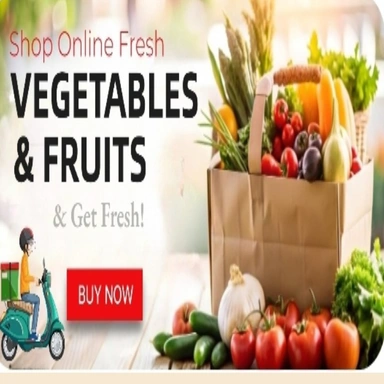 Shop Online Fresh
VEGETABLES
& FRUITS
& Get Fresh!
BUY NOW